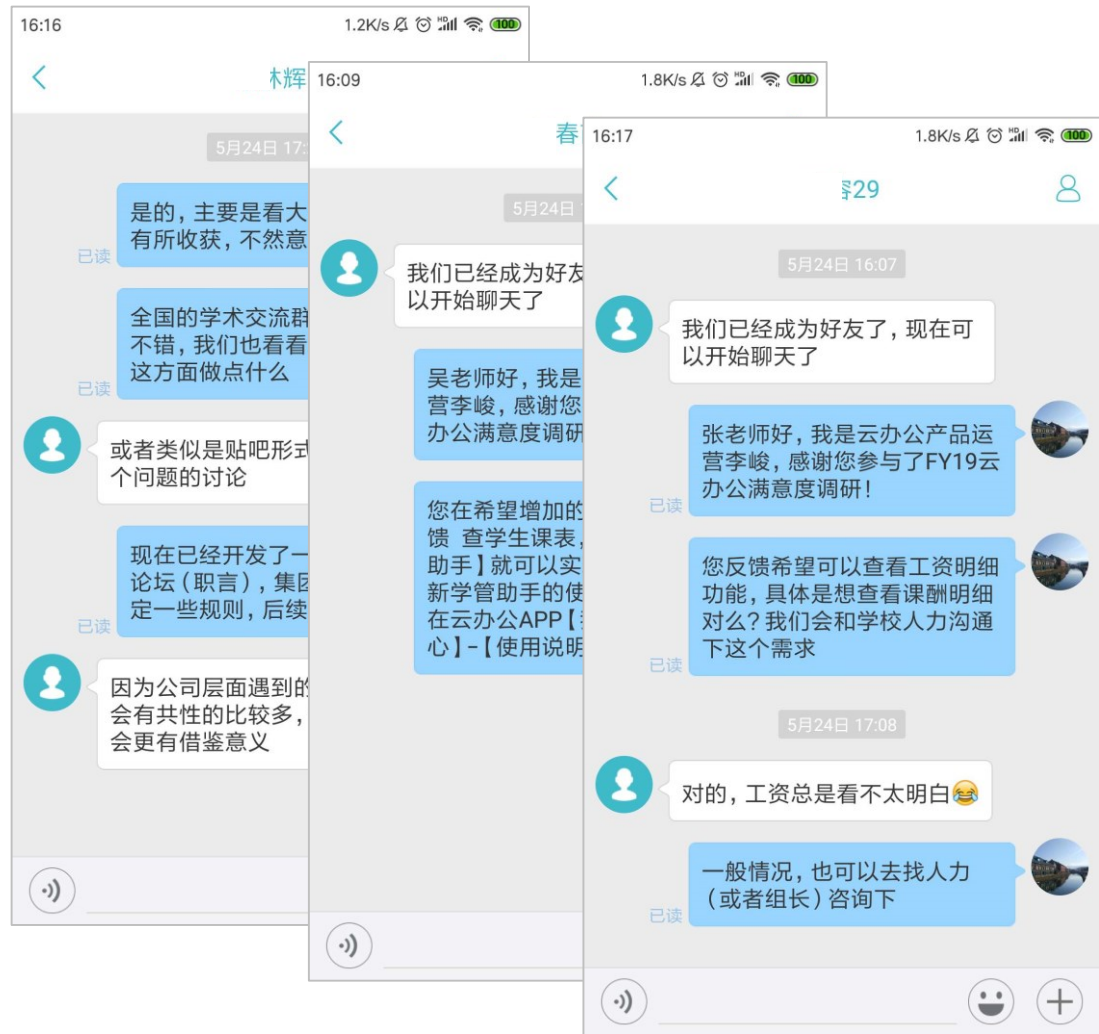 16:16
1.2K/s
HD
100
辉
5月24日 17:
是的，主要是看大
有所收获，不然意
已读
全国的学术交流群
不错，我们也看看
这方面做点什么
已读
或者类似是贴吧形式
个问题的讨论
现在已经开发了一
论坛（职言），集团
定一些规则，后续
已读
因为公司层面遇到的
会有共性的比较多，
会更有借鉴意义
16:09
1.8K/s
HD
100
春
5月24日
我们已经成为好友
以开始聊天了
吴老师好，我是
营李峻，感谢您
办公满意度调研
您在希望增加的
馈 查学生课表，
助手】就可以实
新学管助手的使
在云办公APP【
心】-【使用说明
16:17
1.8K/s
HD
100
29
5月24日 16:07
我们已经成为好友了，现在可
以开始聊天了
张老师好，我是云办公产品运
营李峻，感谢您参与了FY19云
办公满意度调研！
已读
您反馈希望可以查看工资明细
功能，具体是想查看课酬明细
对么？我们会和学校人力沟通
下这个需求
已读
5月24日 17:08
对的，工资总是看不太明白😂
一般情况，也可以去找人力
（或者组长）咨询下
已读